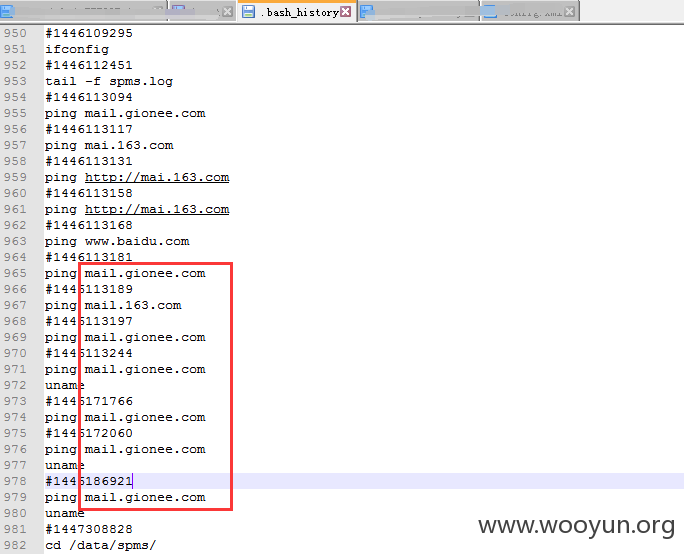 .bash_history
950 #1446109295
951 ifconfig
952 #1446112451
953 tail -f spms.log
954 #1446113094
955 ping mail.gionee.com
956 #1446113117
957 ping mai.163.com
958 #1446113131
959 ping http://mai.163.com
960 #1446113158
961 ping http://mai.163.com
962 #1446113168
963 ping www.baidu.com
964 #1446113181
965 ping mail.gionee.com
966 #1446113189
967 ping mail.163.com
968 #1446113197
969 ping mail.gionee.com
970 #1446113244
971 ping mail.gionee.com
972 uname
973 #1446171766
974 ping mail.gionee.com
975 #1446172060
976 ping mail.gionee.com
977 uname
978 #1446186921
979 ping mail.gionee.com
980 uname
981 #1447308828
982 cd /data/spms/
www.wooyun.org